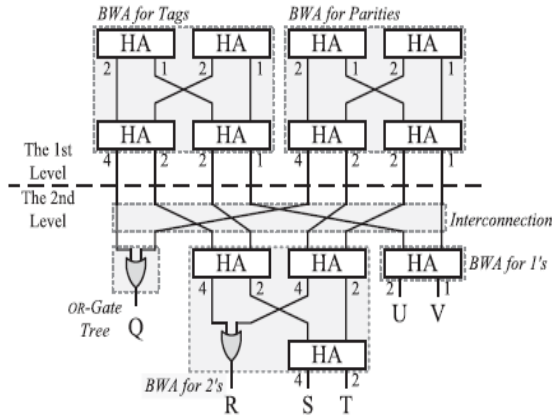 BWA for Tags BWA for Parities
HA HA HA HA
2 1 2 1 2 1 2 1
HA HA HA HA
4 2 2 1 4 2 2 1
The 1st
Level
The 2nd
Level
Interconnection
HA HA HA
BWA for 1's
4 2 4 2 2 1
OR-Gate
Tree
Q
U V
HA
4 2
BWA for 2's
R S T